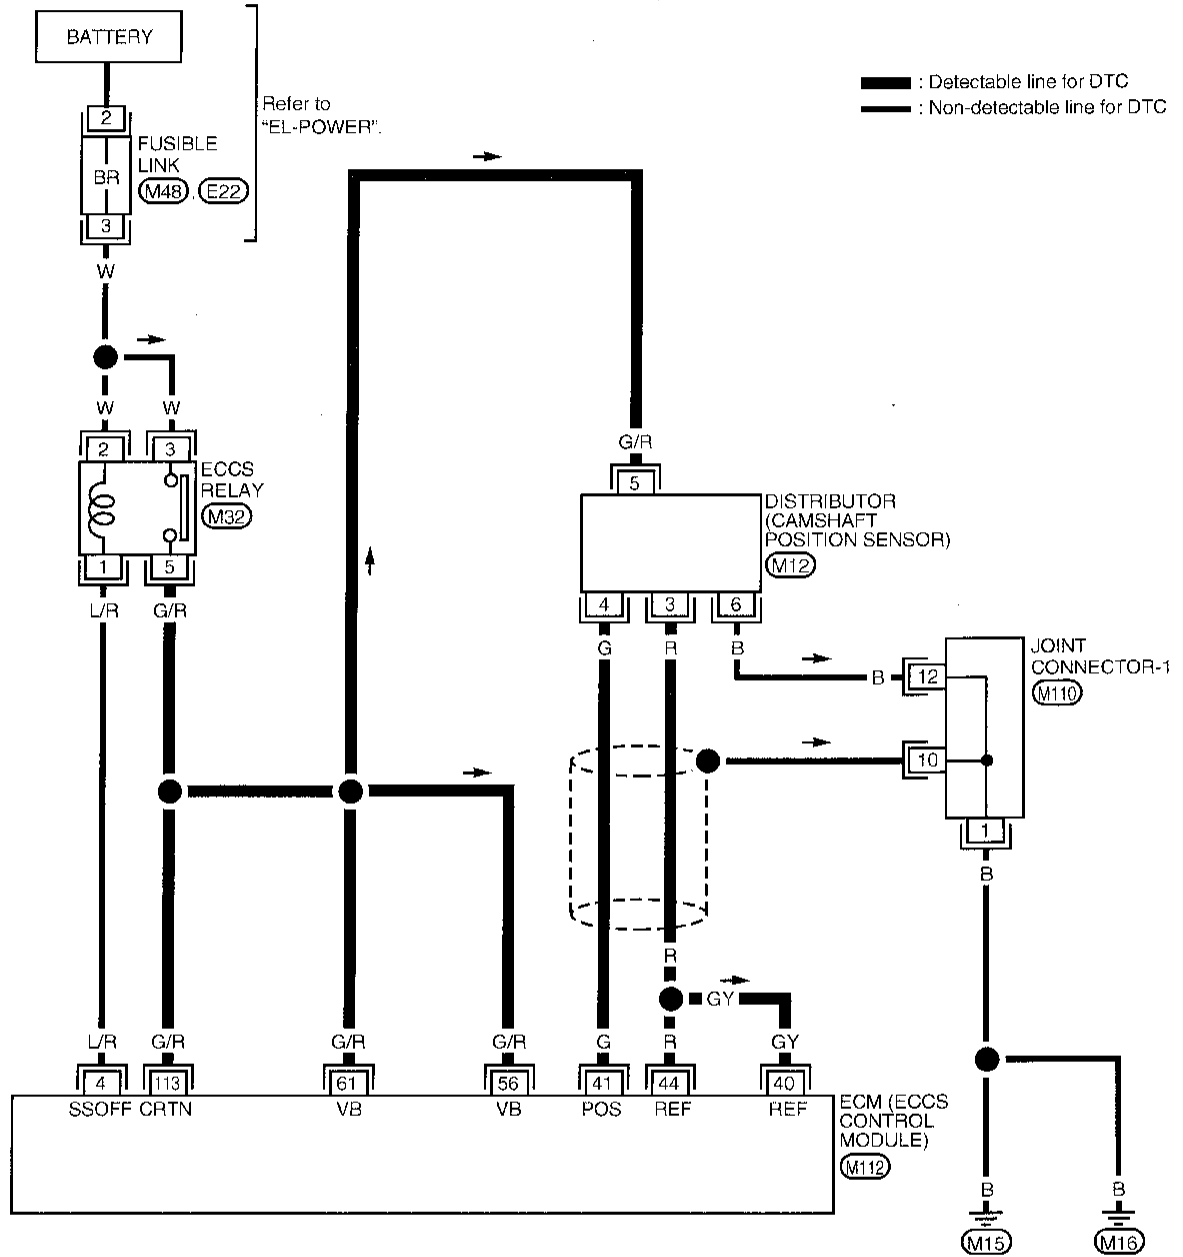 BATTERY
2
FUSIBLE
LINK
M48 , E22
BR
3
Refer to
"EL-POWER".
: Detectable line for DTC
: Non-detectable line for DTC
W
W
W
2
3
ECCS
RELAY
M32
1
5
L/R
G/R
G/R
5
DISTRIBUTOR
(CAMSHAFT
POSITION SENSOR)
M12
4
3
6
G
R
B
B
12
10
JOINT
CONNECTOR-1
M110
1
B
R
GY
L/R
G/R
G/R
G/R
G
R
GY
4
113
61
56
41
44
40
SSOFF
CRTN
VB
VB
POS
REF
REF
ECM (ECCS
CONTROL
MODULE)
M112
B
B
M15
M16